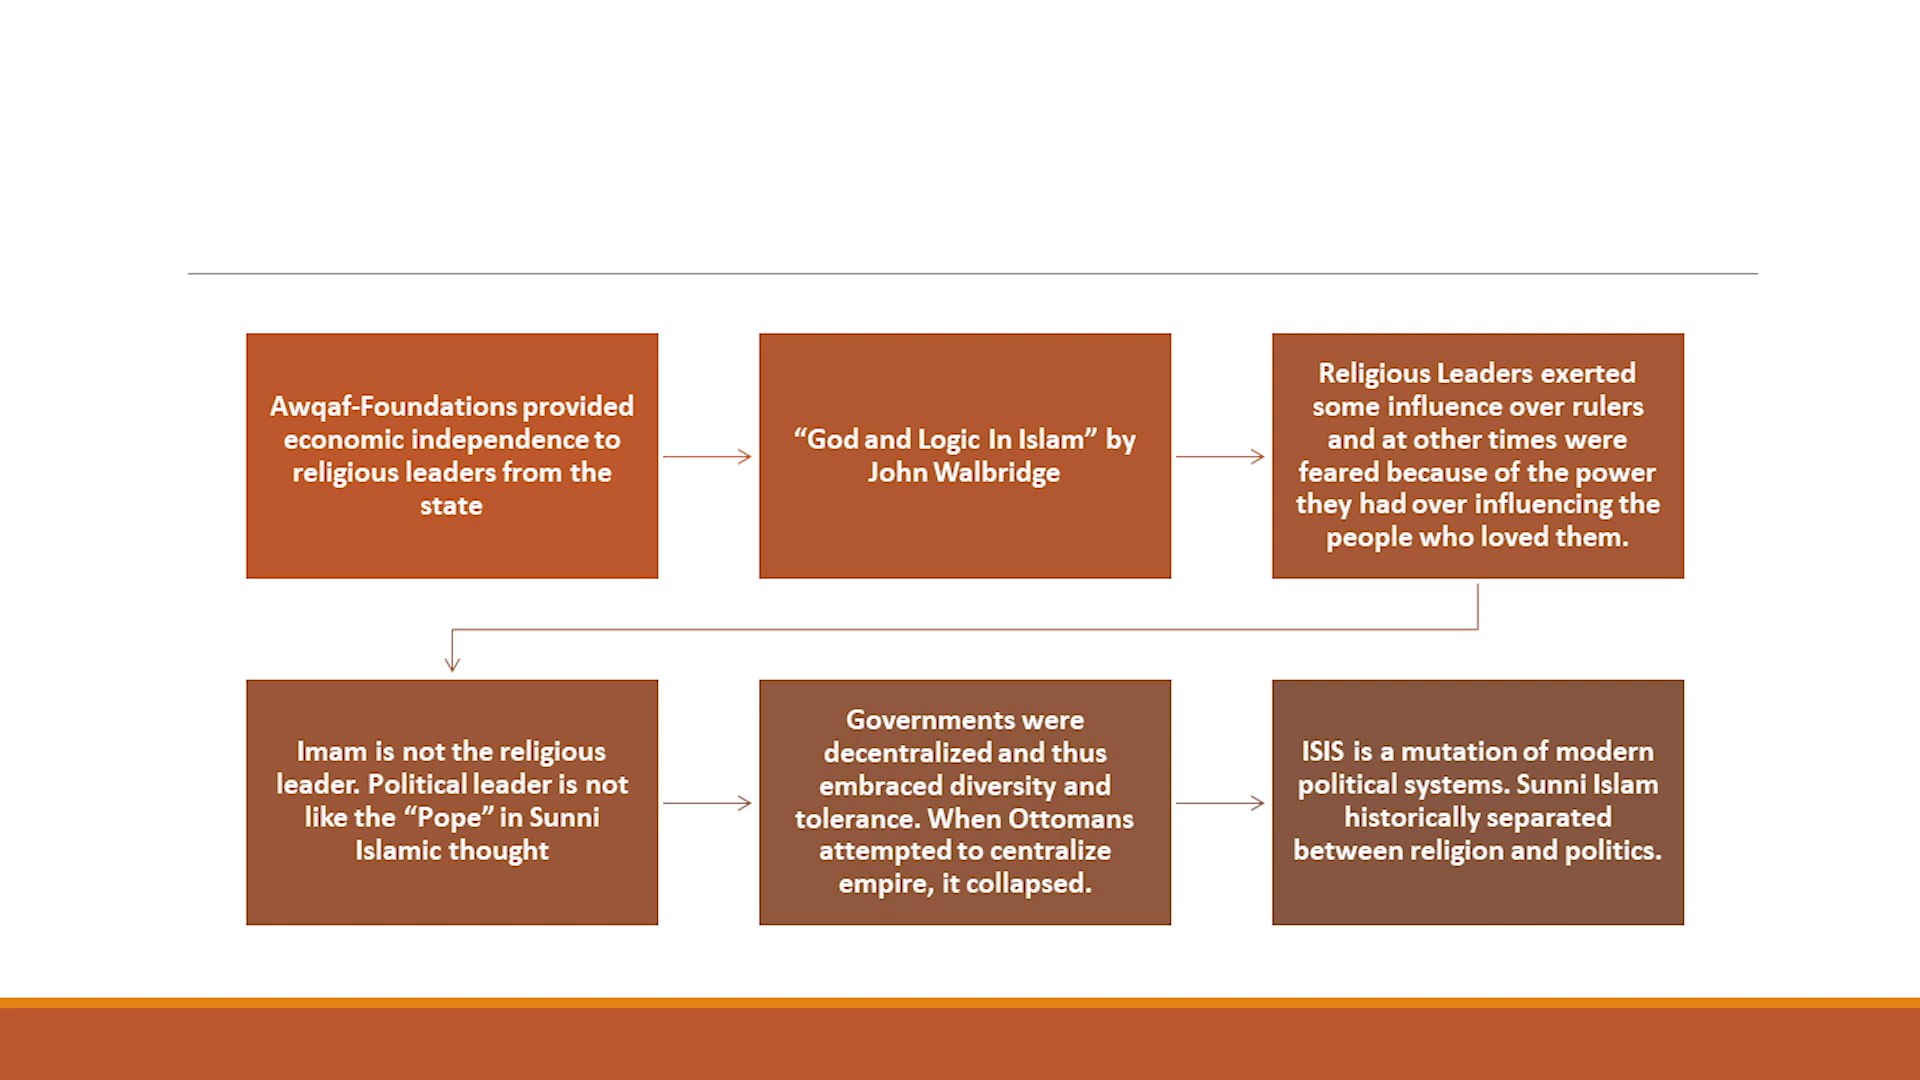 Awqaf-Foundations provided
economic independence to
religious leaders from the
state
“God and Logic In Islam” by
John Walbridge
Religious Leaders exerted
some influence over rulers
and at other times were
feared because of the power
they had over influencing the
people who loved them.
Imam is not the religious
leader. Political leader is not
like the “Pope” in Sunni
Islamic thought
Governments were
decentralized and thus
embraced diversity and
tolerance. When Ottomans
attempted to centralize
empire, it collapsed.
ISIS is a mutation of modern
political systems. Sunni Islam
historically separated
between religion and politics.